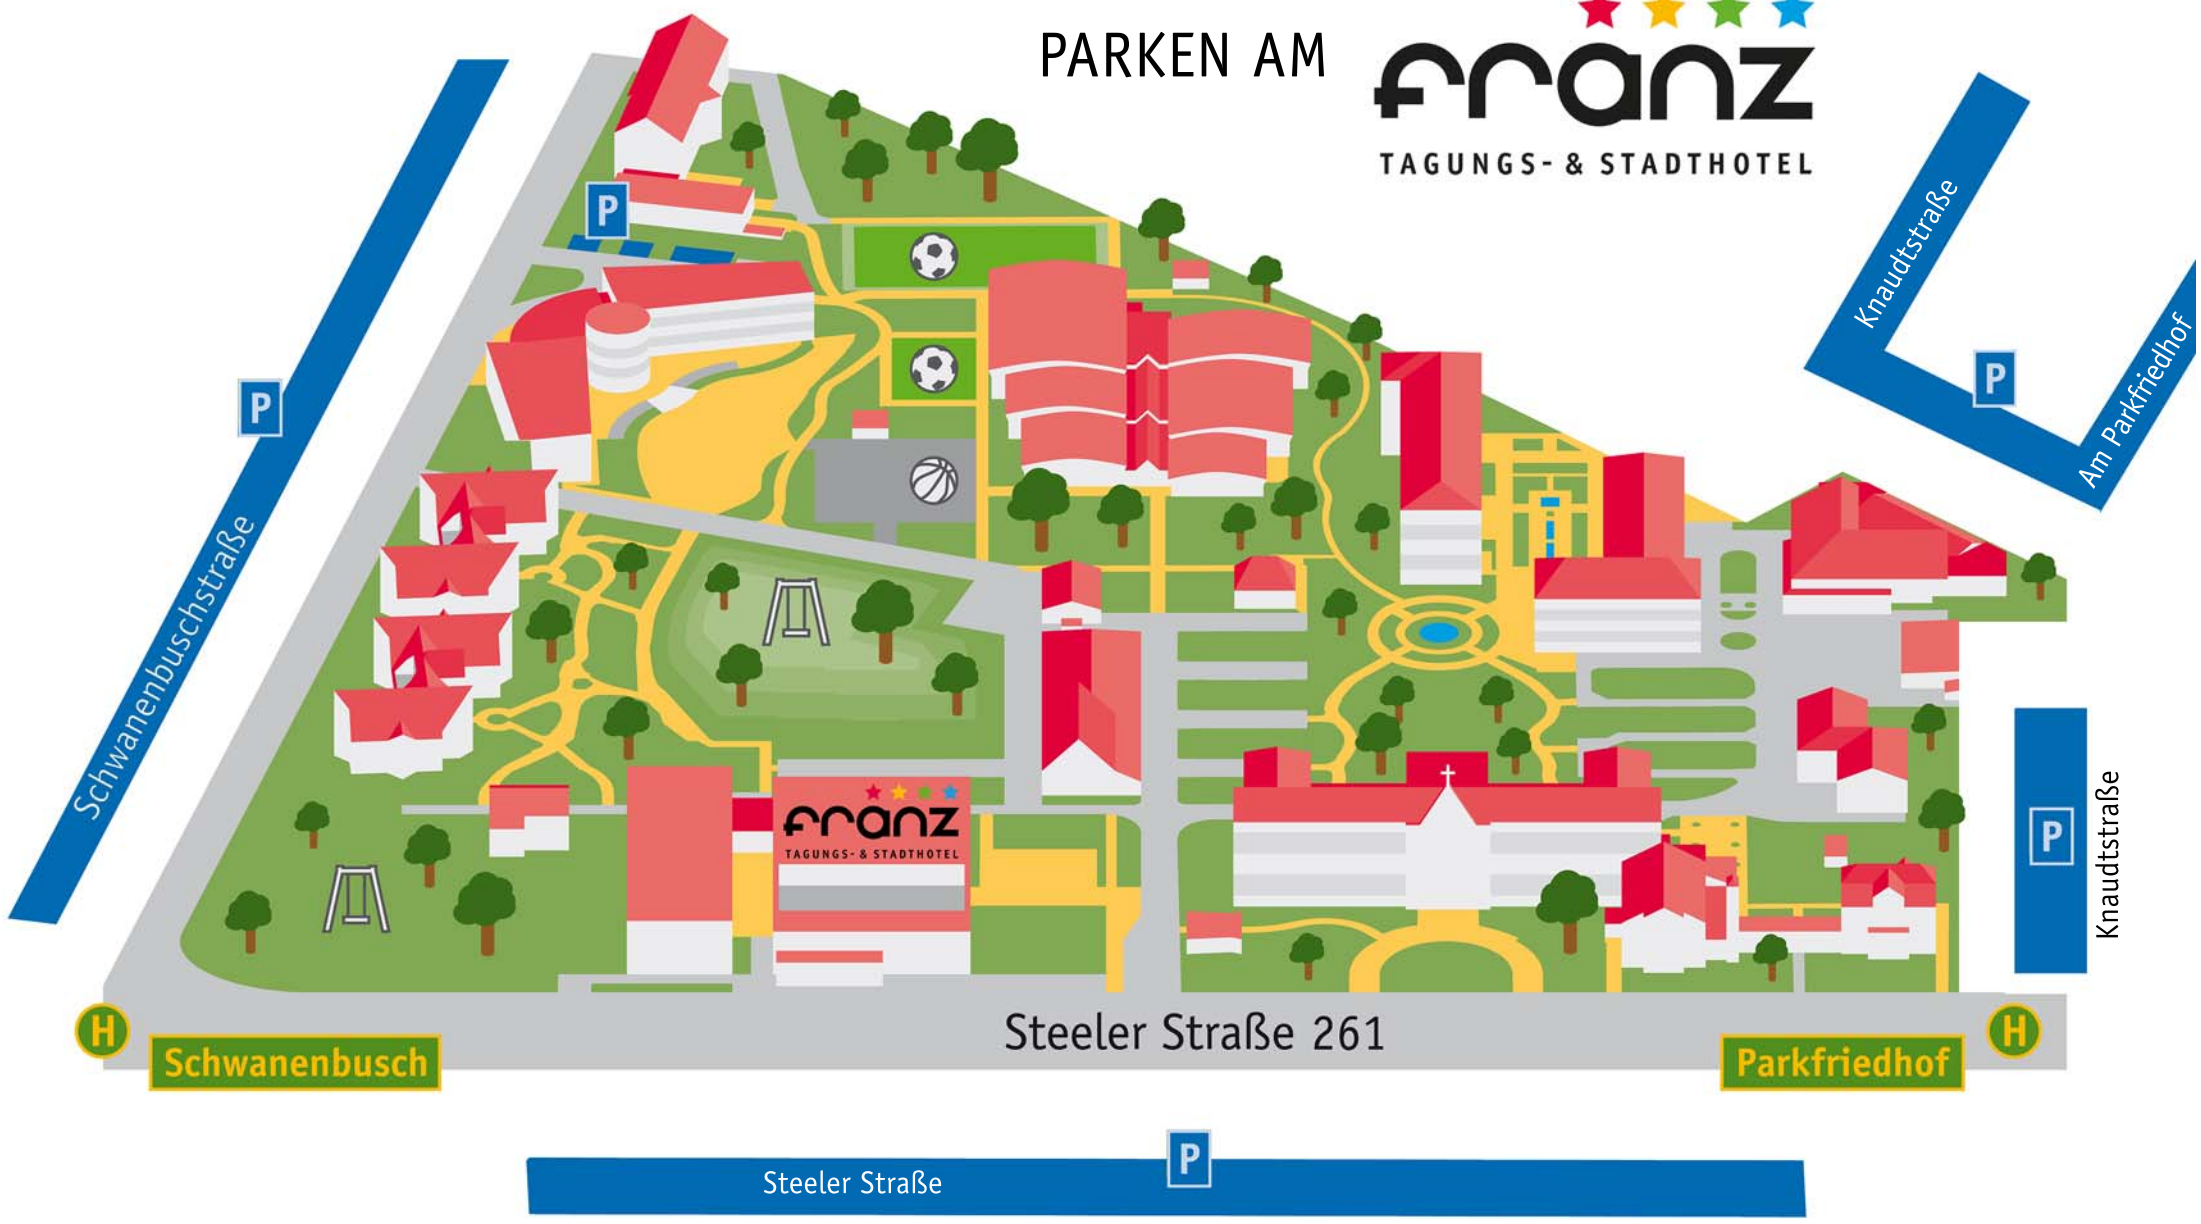 PARKEN AM
franz
TAGUNGS- & STADTHOTEL
Knaudtstraße
P
Am Parkfriedhof
P
P
Schwanenbuschstraße
franz
TAGUNGS- & STADTHOTEL
P
Knaudtstraße
H
Schwanenbusch
Steeler Straße 261
Parkfriedhof
H
P
Steeler Straße